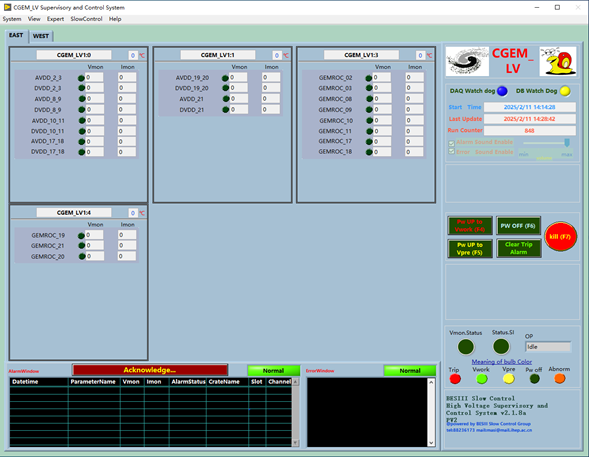 CGEM_LV Supervisory and Control System
System View Expert SlowControl Help
EAST WEST
CGEM_LV1:0 0 ℃
Vmon Imon
AVDD_2_3 0 0
DVDD_2_3 0 0
AVDD_8_9 0 0
DVDD_8_9 0 0
AVDD_10_11 0 0
DVDD_10_11 0 0
AVDD_17_18 0 0
DVDD_17_18 0 0
CGEM_LV1:1 0 ℃
Vmon Imon
AVDD_19_20 0 0
DVDD_19_20 0 0
AVDD_21 0 0
DVDD_21 0 0
CGEM_LV1:3 0 ℃
Vmon Imon
GEMROC_02 0 0
GEMROC_03 0 0
GEMROC_08 0 0
GEMROC_09 0 0
GEMROC_10 0 0
GEMROC_11 0 0
GEMROC_17 0 0
GEMROC_18 0 0
CGEM_LV1:4 0 ℃
Vmon Imon
GEMROC_19 0 0
GEMROC_21 0 0
GEMROC_20 0 0
CGEM_
LV
DAQ Watch dog DB Watch Dog
Start Time 2025/2/11 14:14:28
Last Update 2025/2/11 14:28:42
Run Counter 848
Sound Enable
Error Sound Enable
PW UP to
Vwork (F4)
PW OFF (F6)
kill (F7)
Pw UP to
Vpre (F5)
Clear Trip
Alarm
Vmon.Status Status.SI OP
Idle
Meaning of bulb Color
Trip Vwork Vpre Pw off Abnorm
AlarmWindow Acknowledge... Normal
Datetime ParameterName Vmon Imon AlarmStatus CrateName Slot Channel
ErrorWindow Normal
BESIII Slow Control
High Voltage Supervisory and
Control System v2.1.8a
@powered by BESIII Slow Control Group